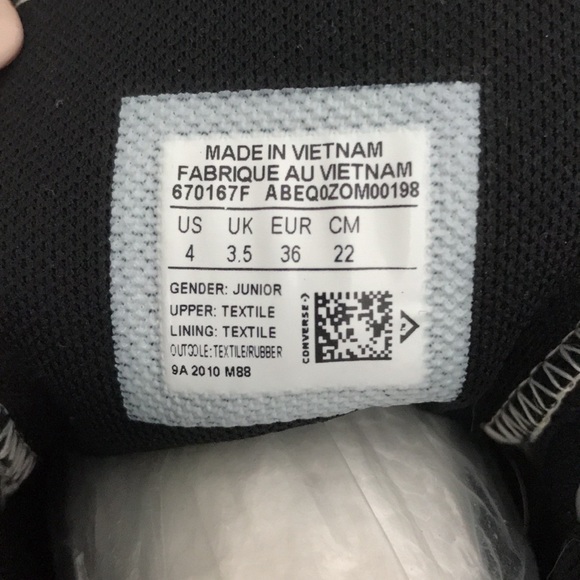 MADE IN VIETNAM
FABRIQUE AU VIETNAM
670167F ABEQ0ZOM00198
US UK EUR CM
4 3.5 36 22
GENDER: JUNIOR
UPPER: TEXTILE
LINING: TEXTILE
OUTSOLE: TEXTILE/RUBBER
9A 2010 M88
CONVERSE